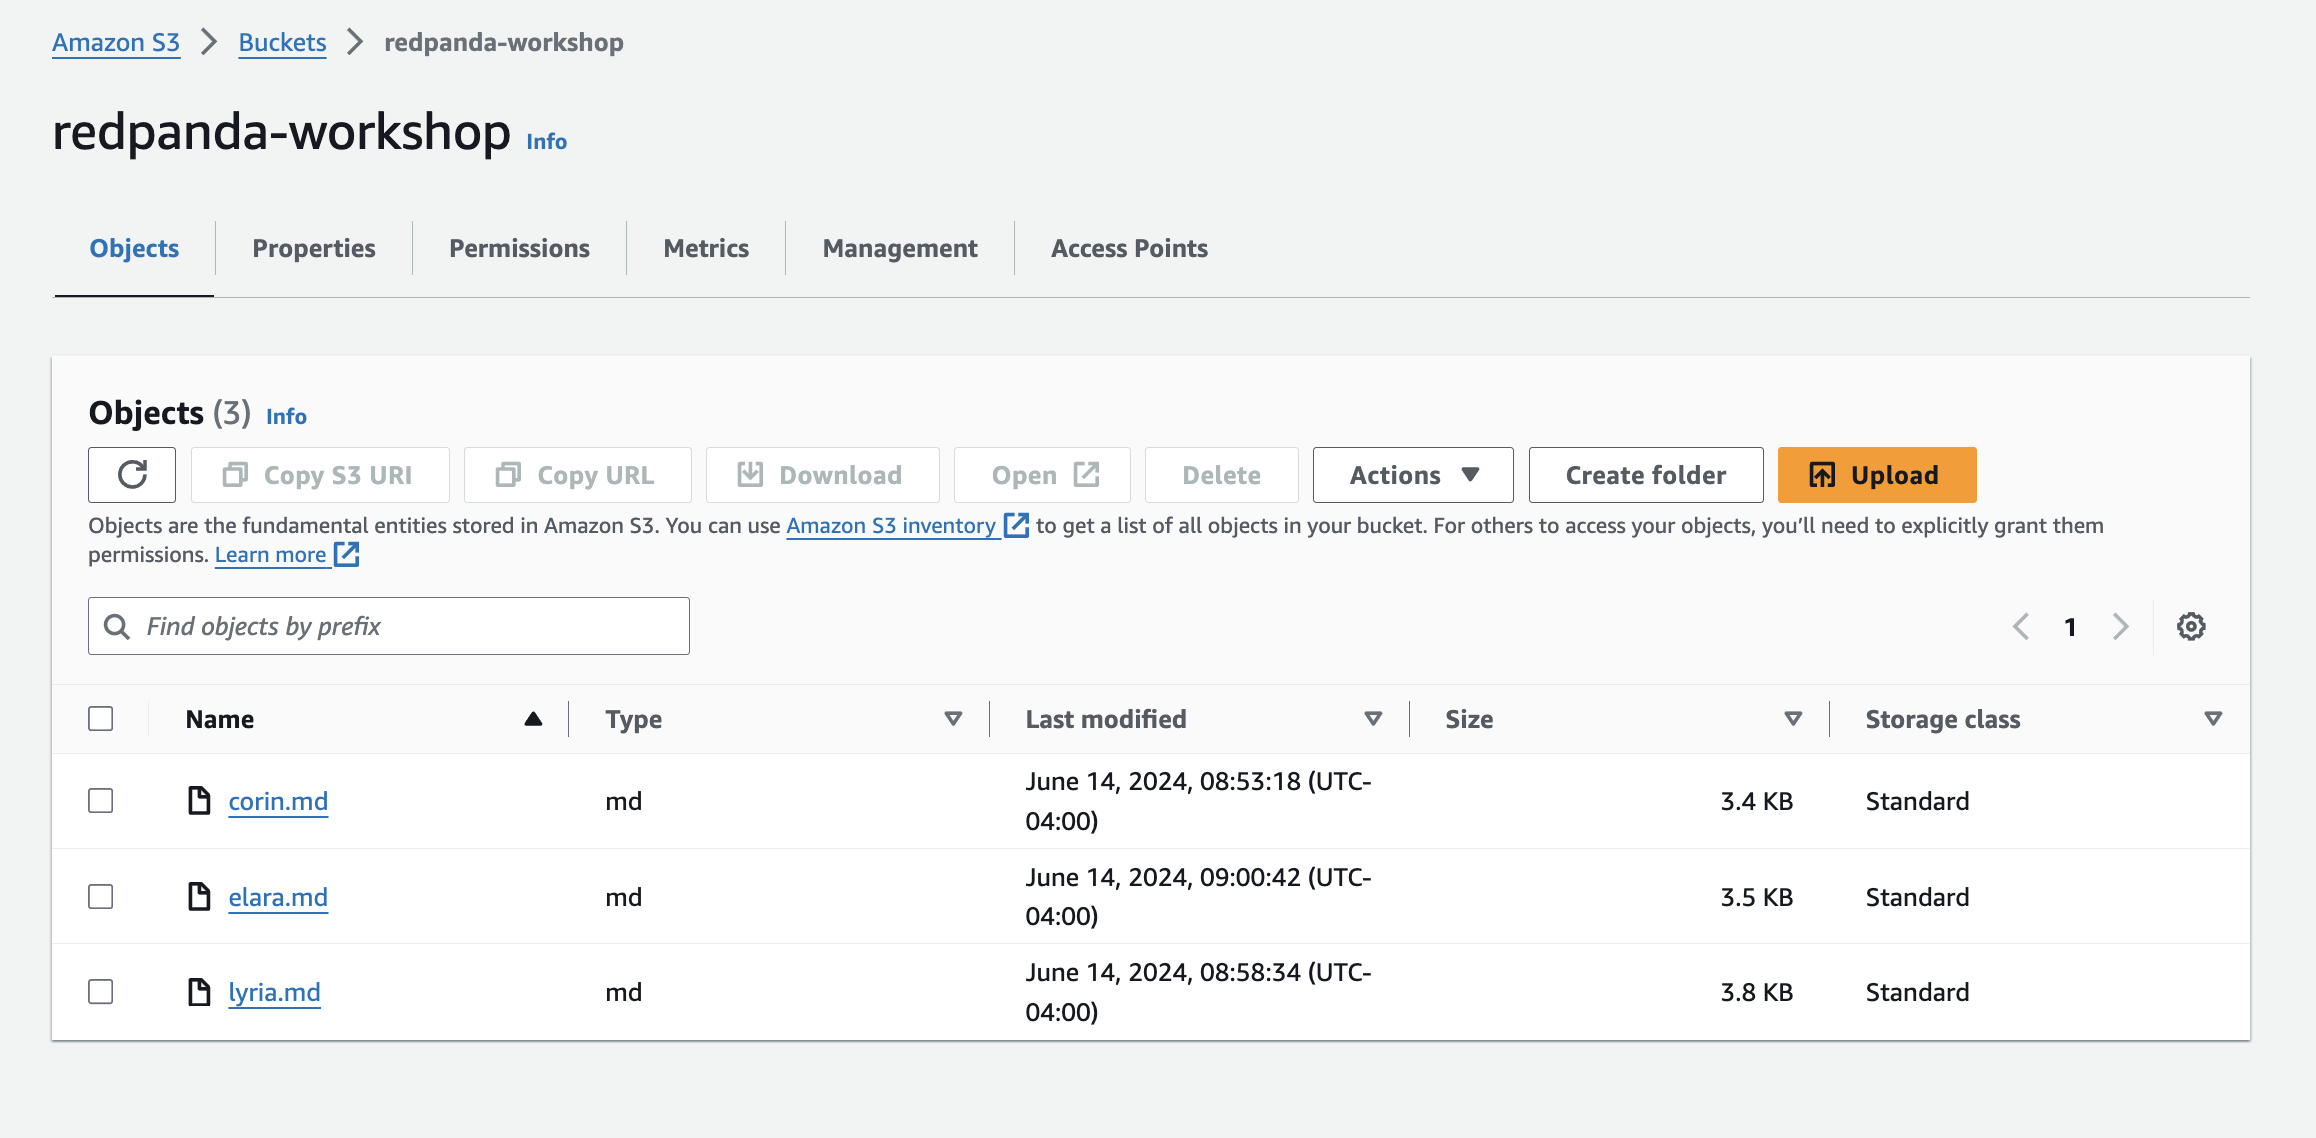 Amazon S3 > Buckets > redpanda-workshop
redpanda-workshop Info
Objects Properties Permissions Metrics Management Access Points
Objects (3) Info
Copy S3 URI Copy URL Download Open Delete Actions Create folder Upload
Objects are the fundamental entities stored in Amazon S3. You can use Amazon S3 inventory to get a list of all objects in your bucket. For others to access your objects, you’ll need to explicitly grant them
permissions. Learn more
Find objects by prefix 1
Name Type Last modified Size Storage class
corin.md md June 14, 2024, 08:53:18 (UTC- 3.4 KB Standard
04:00)
elara.md md June 14, 2024, 09:00:42 (UTC- 3.5 KB Standard
04:00)
lyria.md md June 14, 2024, 08:58:34 (UTC- 3.8 KB Standard
04:00)